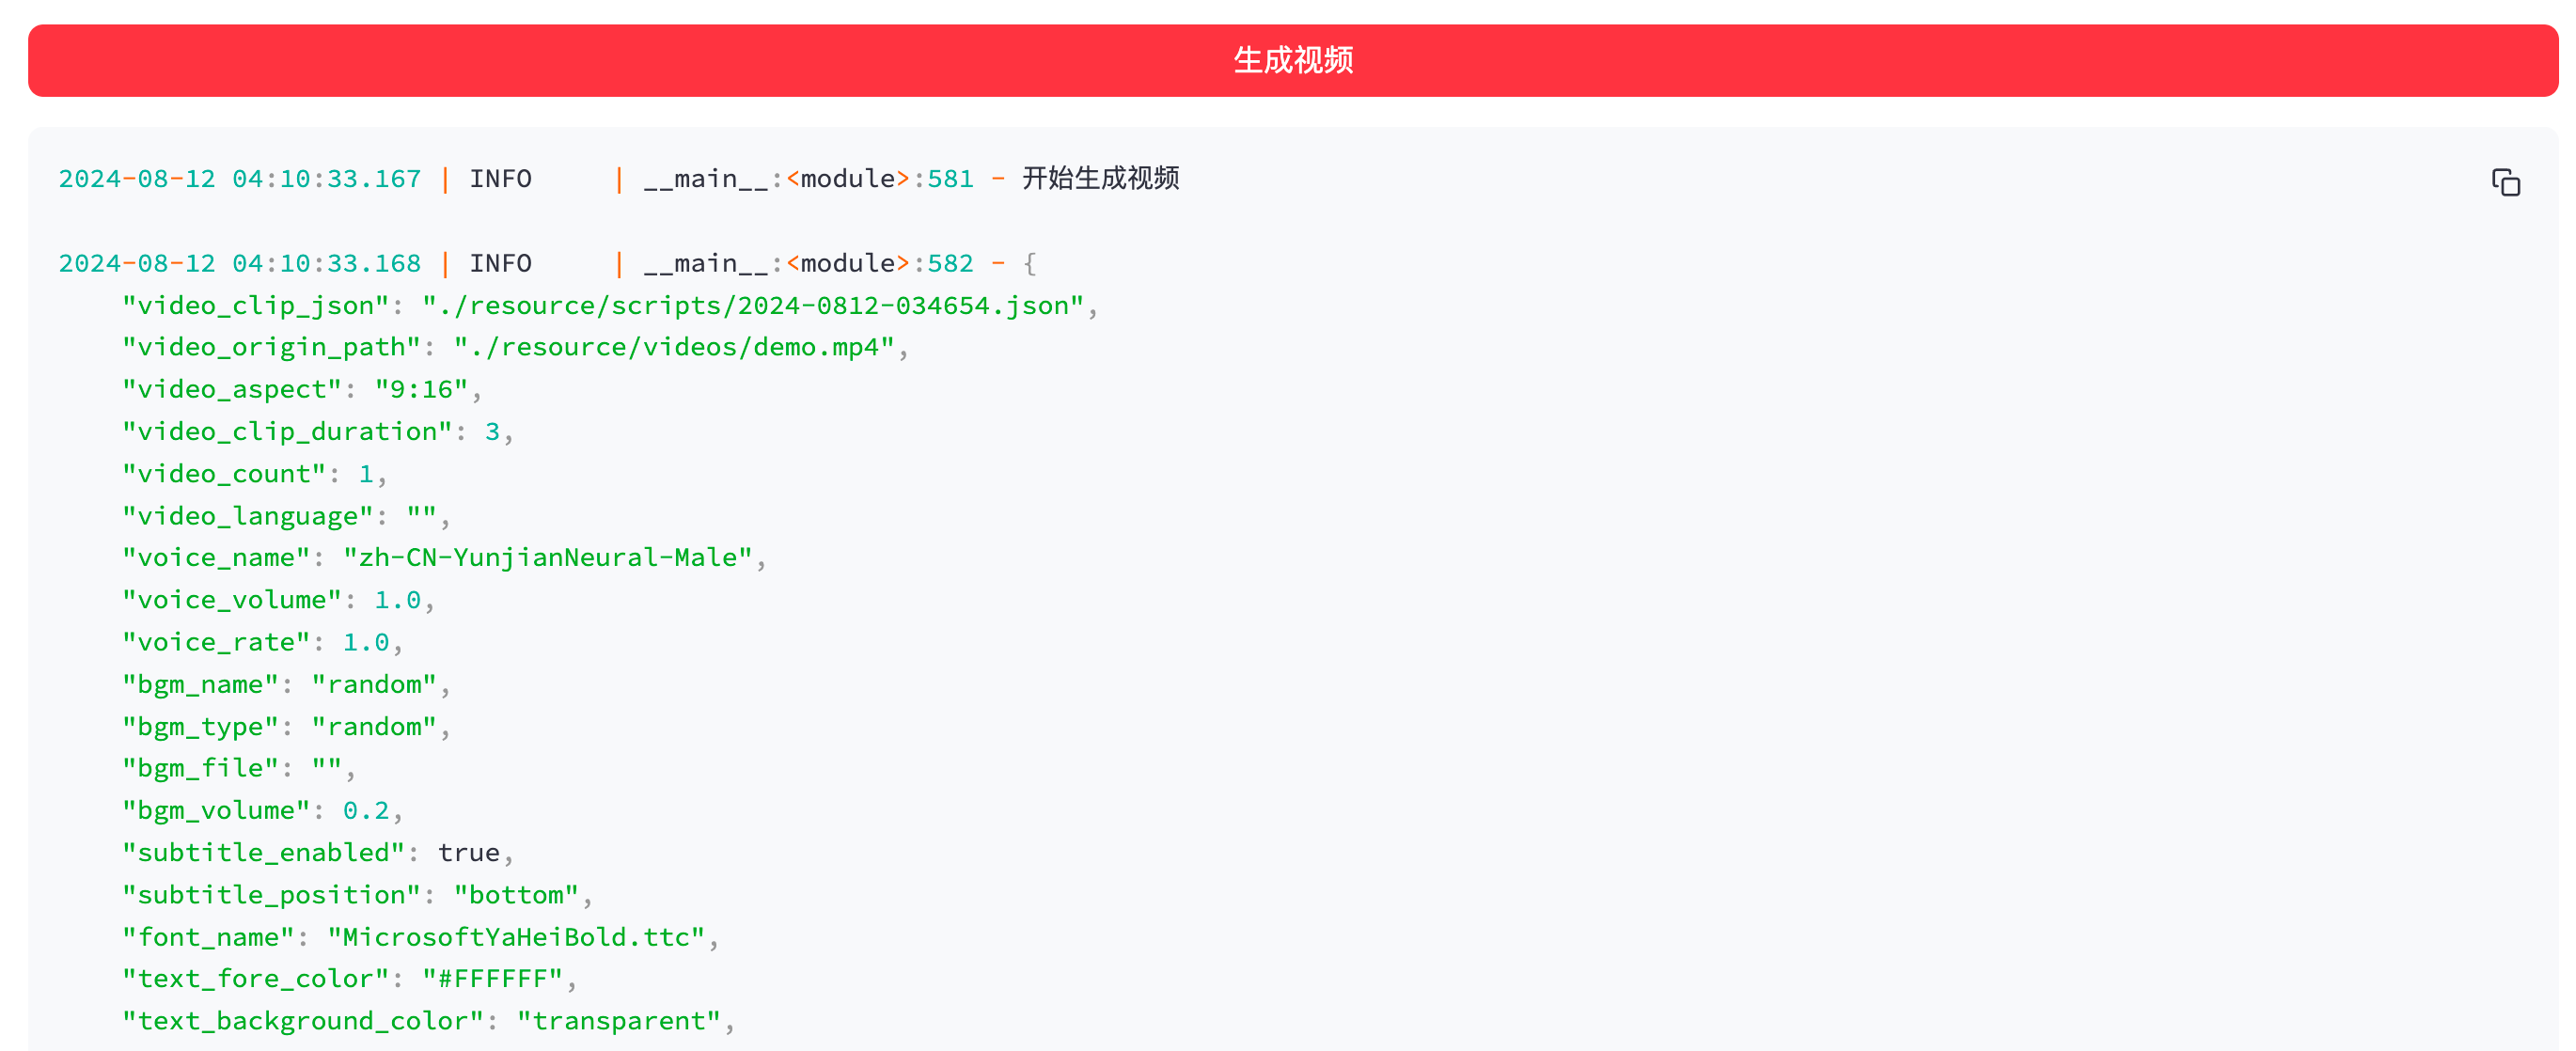 生成视频
2024-08-12 04:10:33.167 | INFO     | __main__:<module>:581 - 开始生成视频
2024-08-12 04:10:33.168 | INFO     | __main__:<module>:582 - {
    "video_clip_json": "./resource/scripts/2024-0812-034654.json",
    "video_origin_path": "./resource/videos/demo.mp4",
    "video_aspect": "9:16",
    "video_clip_duration": 3,
    "video_count": 1,
    "video_language": "",
    "voice_name": "zh-CN-YunjianNeural-Male",
    "voice_volume": 1.0,
    "voice_rate": 1.0,
    "bgm_name": "random",
    "bgm_type": "random",
    "bgm_file": "",
    "bgm_volume": 0.2,
    "subtitle_enabled": true,
    "subtitle_position": "bottom",
    "font_name": "MicrosoftYaHeiBold.ttc",
    "text_fore_color": "#FFFFFF",
    "text_background_color": "transparent",